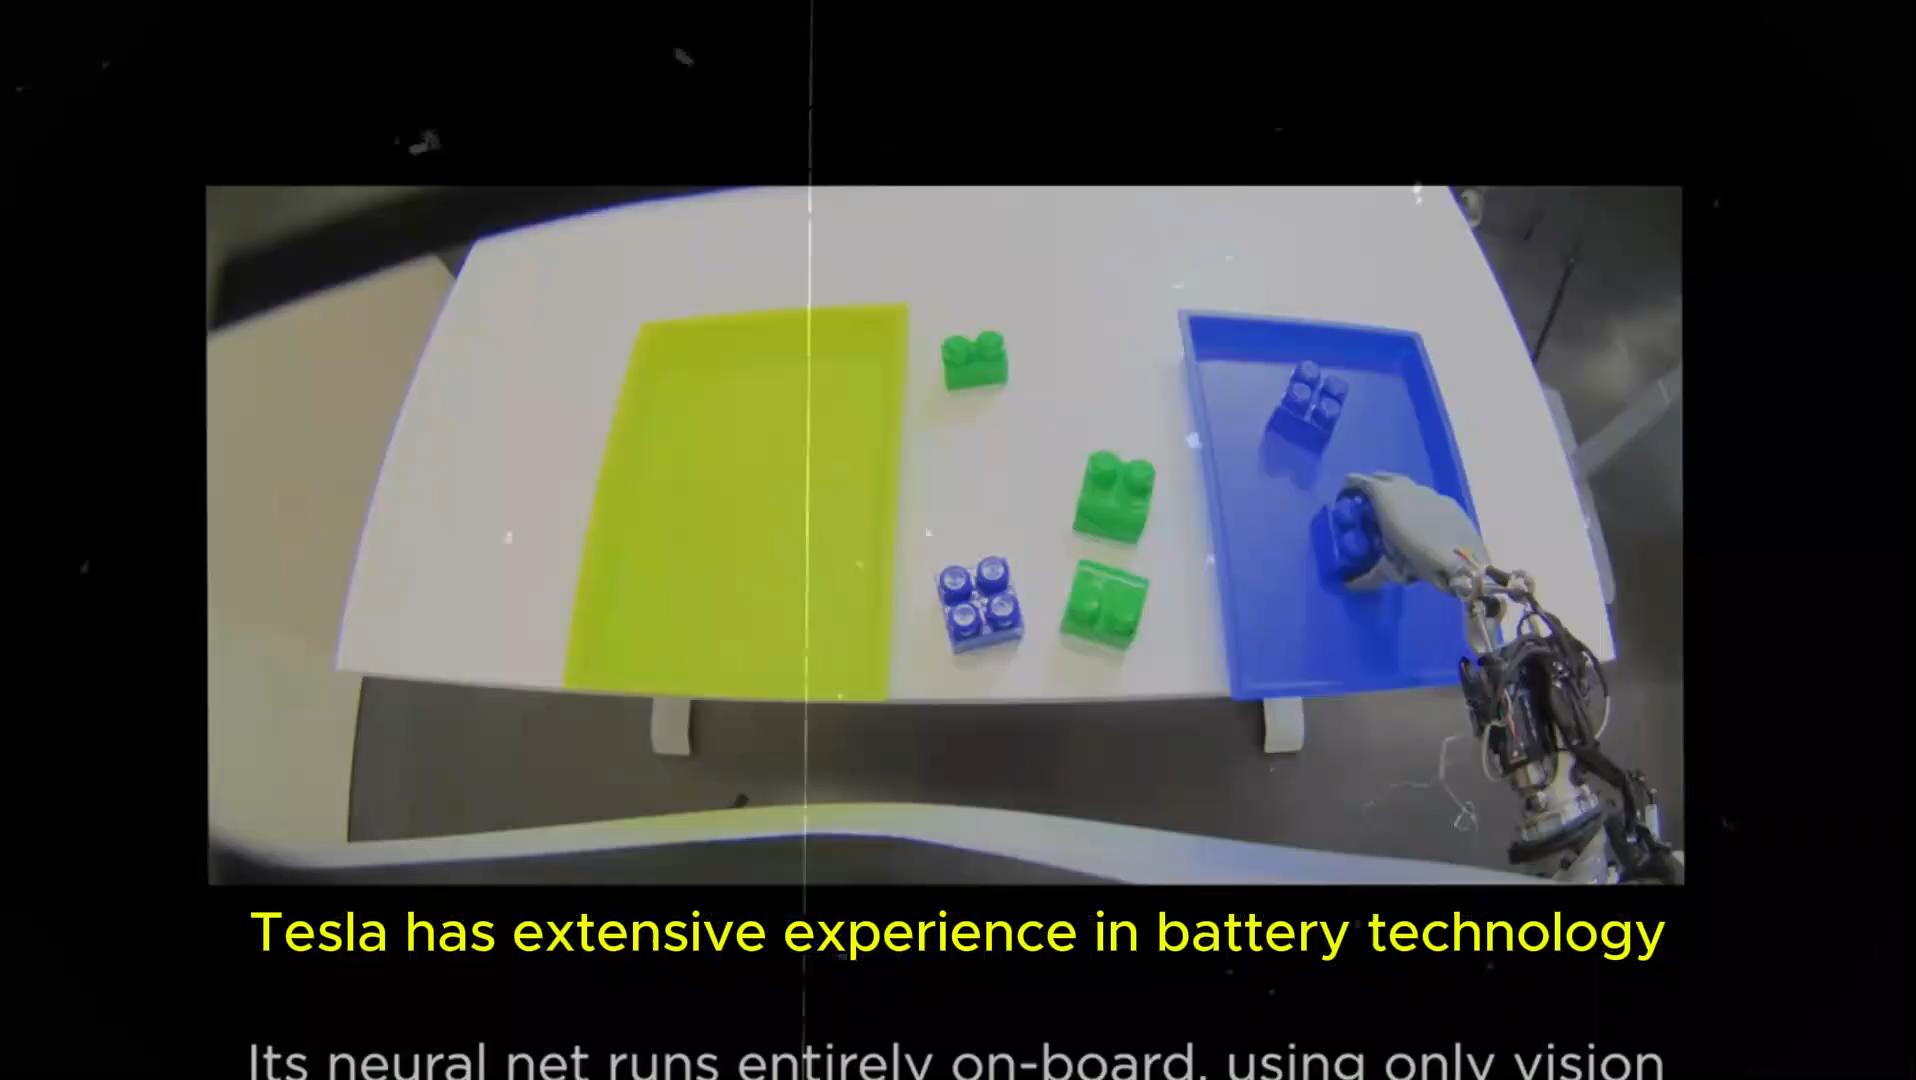 Tesla has extensive experience in battery technology
Its neural net runs entirely on-board, using only vision